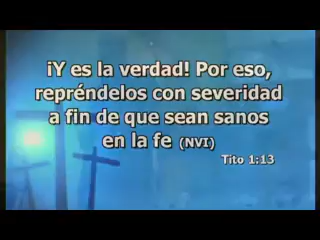 ¡Y es la verdad! Por eso,
repréndelos con severidad
a fin de que sean sanos
en la fe (NVI)
Tito 1:13